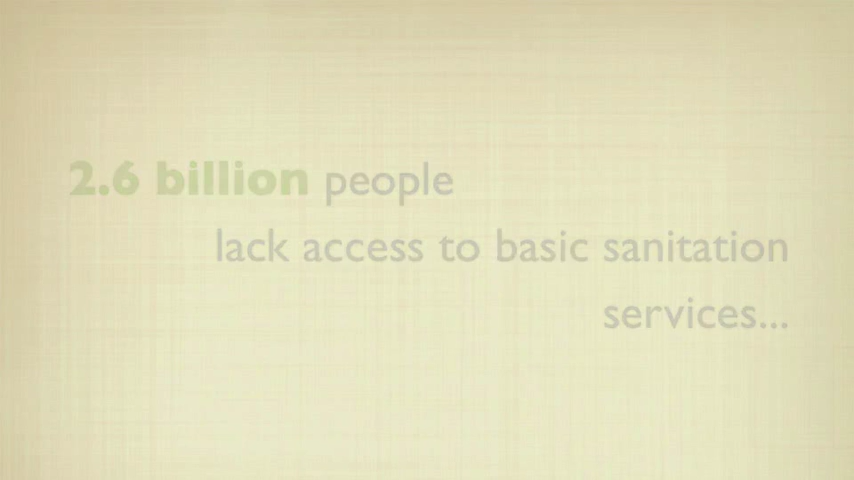 2.6 billion people
lack access to basic sanitation
services...